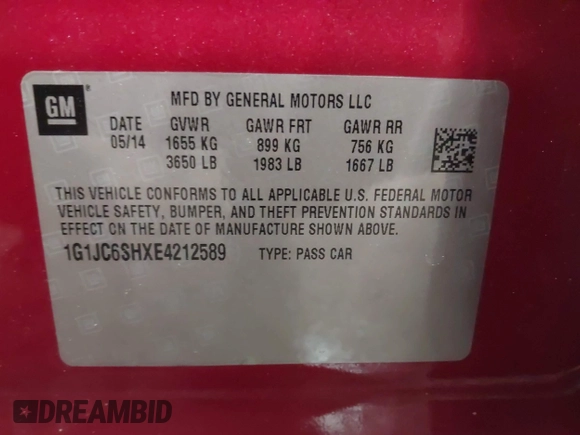 GM
MFD BY GENERAL MOTORS LLC
DATE GVWR GAWR FRT GAWR RR
05/14 1655 KG 899 KG 756 KG
3650 LB 1983 LB 1667 LB
THIS VEHICLE CONFORMS TO ALL APPLICABLE U.S. FEDERAL MOTOR
VEHICLE SAFETY, BUMPER, AND THEFT PREVENTION STANDARDS IN
EFFECT ON THE DATE OF MANUFACTURE SHOWN ABOVE.
1G1JC6SHXE4212589 TYPE: PASS CAR
DREAMBID